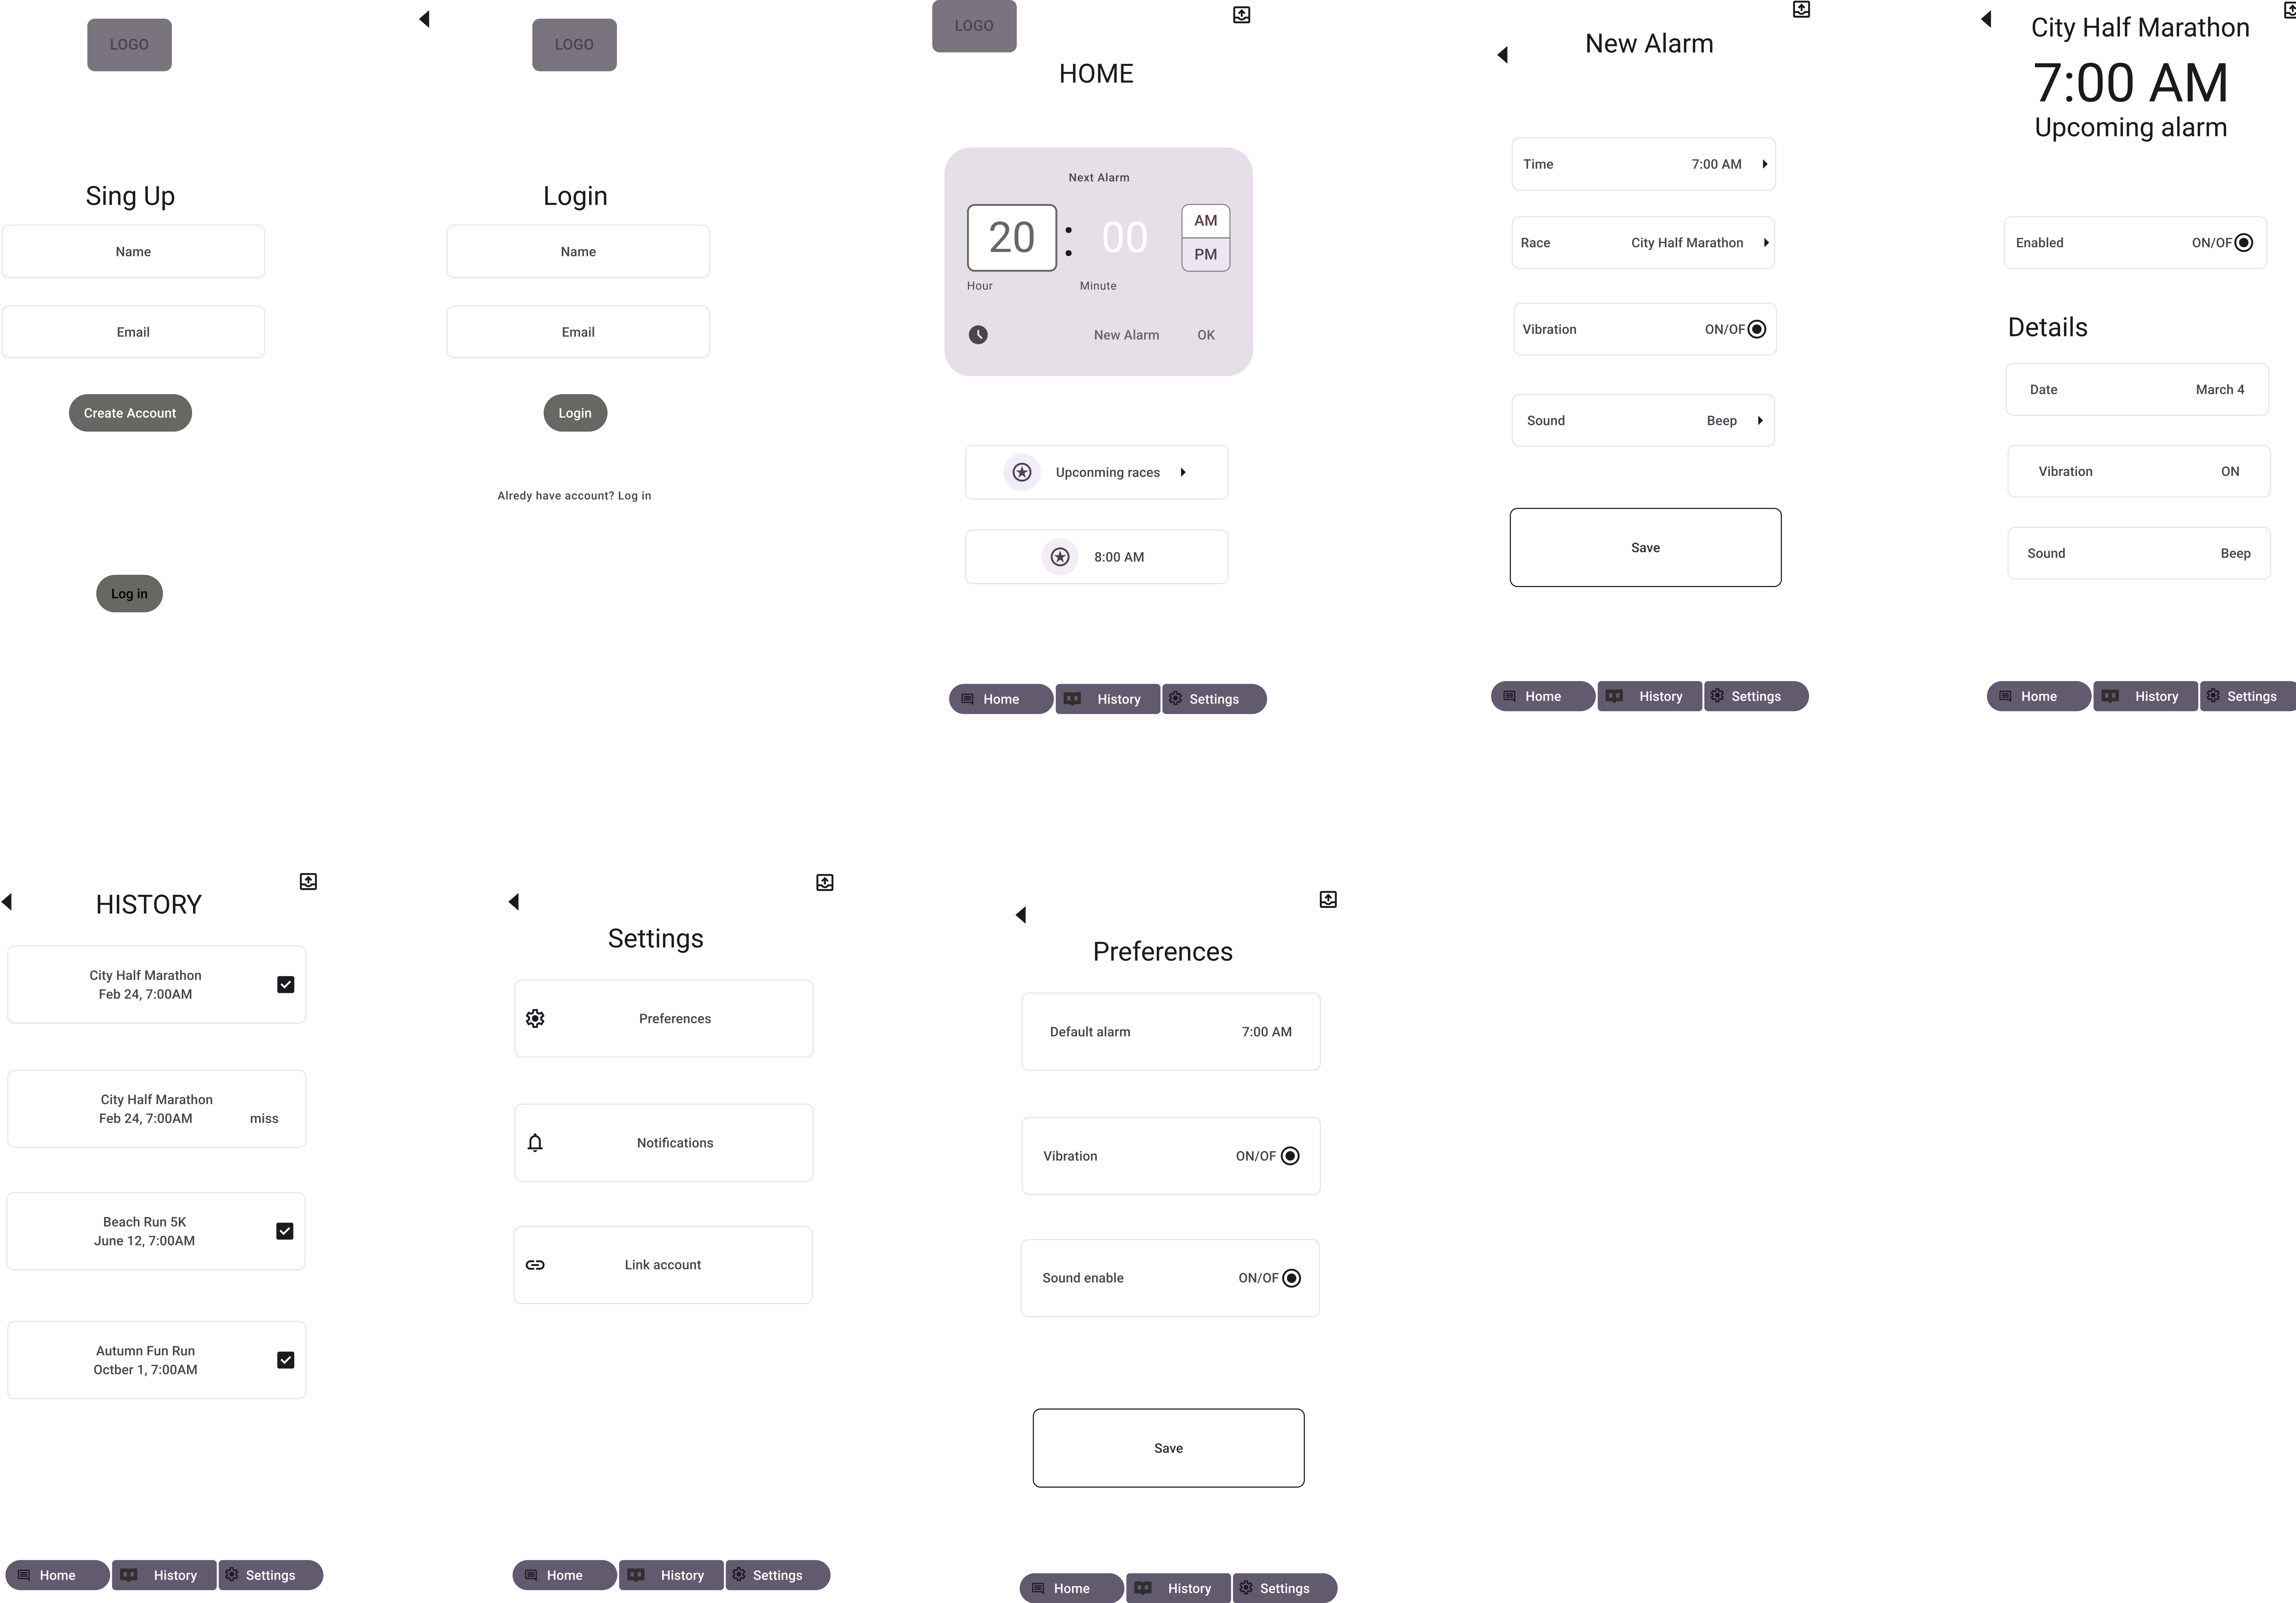 LOGO
Sing Up
Name
Email
Create Account
Log in
LOGO
Login
Name
Email
Login
Alredy have account? Log in
LOGO
HOME
Next Alarm
20 : 00
AM
PM
Hour Minute
New Alarm OK
Upconming races
8:00 AM
Home History Settings
New Alarm
Time 7:00 AM
Race City Half Marathon
Vibration ON/OF
Sound Beep
Save
Home History Settings
City Half Marathon
7:00 AM
Upcoming alarm
Enabled ON/OF
Details
Date March 4
Vibration ON
Sound Beep
Home History Settings
HISTORY
City Half Marathon
Feb 24, 7:00AM
City Half Marathon
Feb 24, 7:00AM miss
Beach Run 5K
June 12, 7:00AM
Autumn Fun Run
Octber 1, 7:00AM
Home History Settings
Settings
Preferences
Notifications
Link account
Home History Settings
Preferences
Default alarm 7:00 AM
Vibration ON/OF
Sound enable ON/OF
Save
Home History Settings